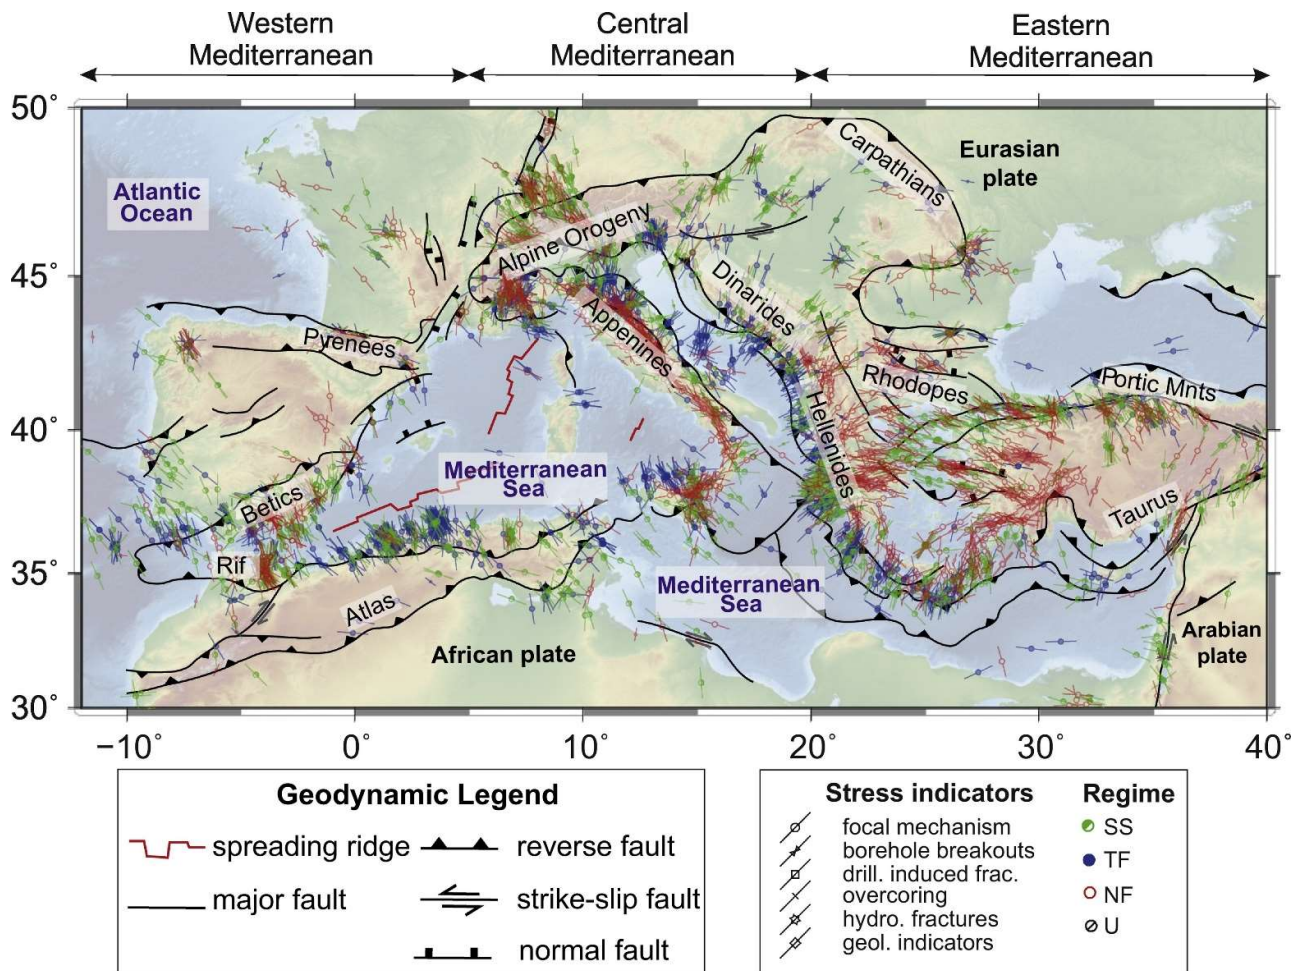 Western
Mediterranean
Central
Mediterranean
Eastern
Mediterranean
50°
45°
40°
35°
30°
−10°
0°
10°
20°
30°
40°
Atlantic
Ocean
Eurasian
plate
Carpathians
Alpine Orogeny
Dinarides
Appenines
Pyrenees
Rhodopes
Portic Mnts
Hellenides
Mediterranean
Sea
Betics
Taurus
Rif
Mediterranean
Sea
Atlas
African plate
Arabian
plate
Geodynamic Legend
spreading ridge
reverse fault
major fault
strike-slip fault
normal fault
Stress indicators
focal mechanism
borehole breakouts
drill. induced frac.
overcoring
hydro. fractures
geol. indicators
Regime
SS
TF
NF
U